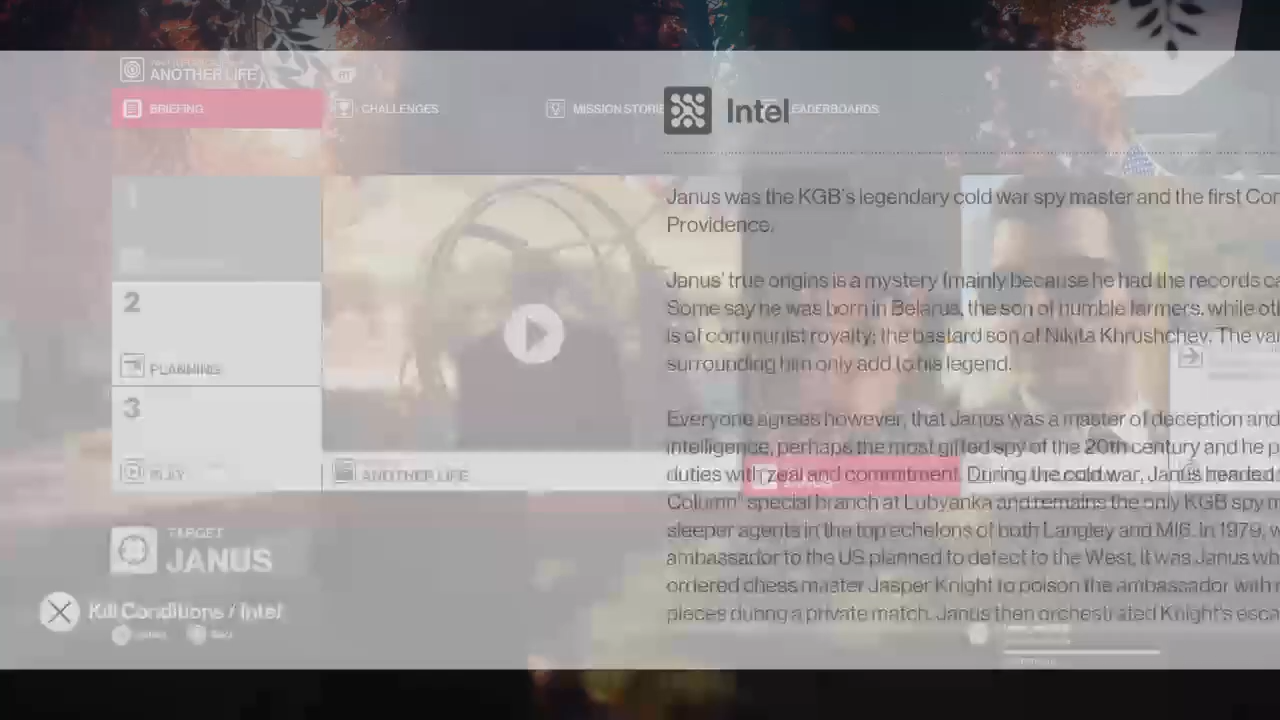 ANOTHER LIFE
BRIEFING
CHALLENGES
MISSION STORIE
LEADERBOARDS
Intel
Janus was the KGB's legendary cold war spy master and the first Con
Providence.
Janus' true origins is a mystery (mainly because he had the records ca
Some say he was born in Belarus, the son of humble farmers, while oth
is of communist royalty; the bastard son of Nikita Khrushchev. The var
surrounding him only add to his legend.
Everyone agrees however, that Janus was a master of deception and
intelligence, perhaps the most gifted spy of the 20th century and he p
duties with zeal and commitment. During the cold war, Janus headed
Column" special branch at Lubyanka and remains the only KGB spy m
sleeper agents in the top echelons of both Langley and MI6. In 1979, w
ambassador to the US planned to defect to the West, it was Janus wh
ordered chess master Jasper Knight to poison the ambassador with
pieces during a private match. Janus then orchestrated Knight's esca
1
2
PLANNING
3
PLAY
ANOTHER LIFE
TARGET
JANUS
Kill Conditions / Intel